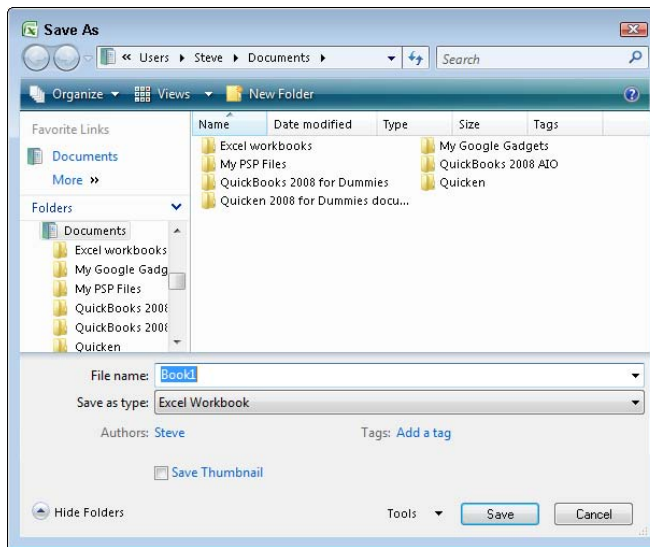 Save As
« Users Steve Documents Search
Organize Views New Folder
Favorite Links
Documents
More »
Folders
Documents
Excel workbooks
My Google Gadg
My PSP Files
QuickBooks 2008
QuickBooks 2008
Quicken
Name Date modified Type Size Tags
Excel workbooks My Google Gadgets
My PSP Files QuickBooks 2008 AIO
QuickBooks 2008 for Dummies Quicken
Quicken 2008 for Dummies docu...
File name: Book1
Save as type: Excel Workbook
Authors: Steve Tags: Add a tag
Save Thumbnail
Hide Folders Tools Save Cancel